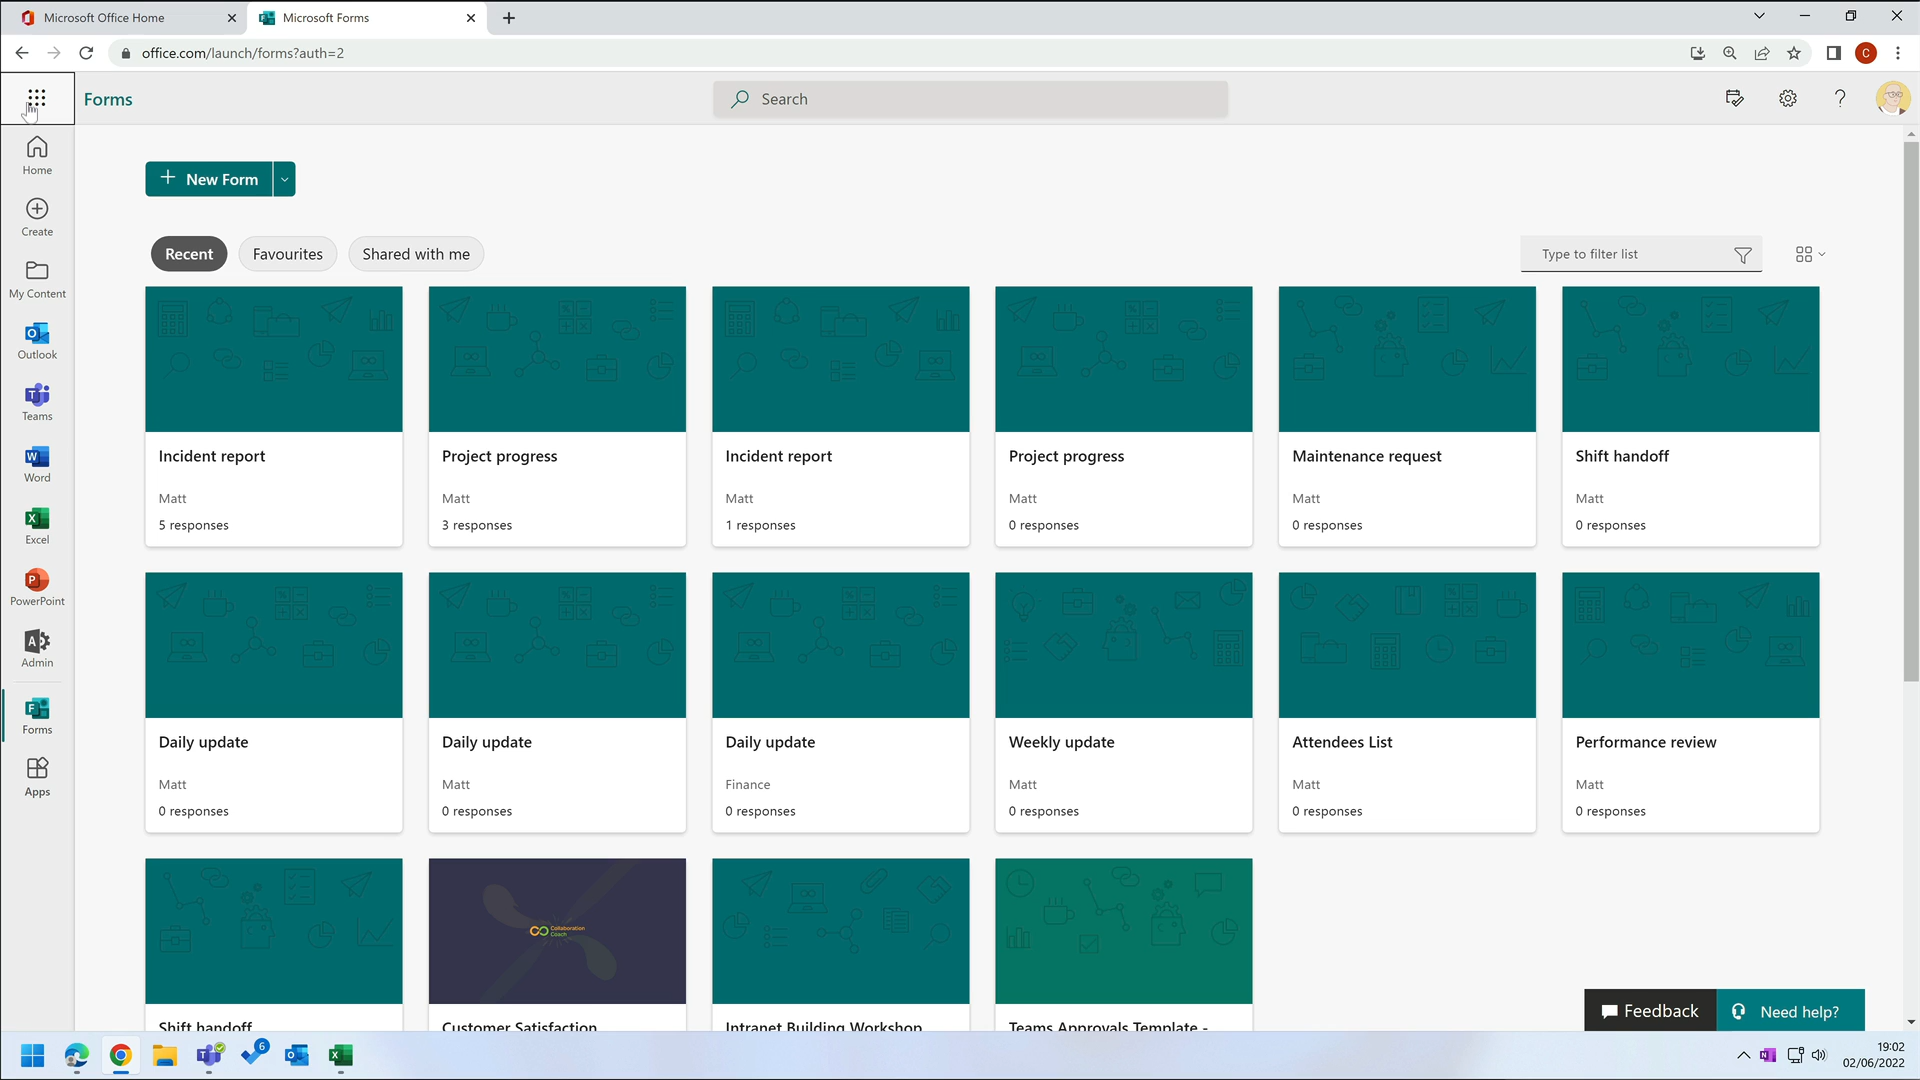 Microsoft Office Home
Microsoft Forms
office.com/launch/forms?auth=2
C
Forms
Search
Home
Create
My Content
Outlook
Teams
Word
Excel
PowerPoint
Admin
Forms
Apps
New Form
Recent
Favourites
Shared with me
Type to filter list
Incident report
Matt
5 responses
Project progress
Matt
3 responses
Incident report
Matt
1 responses
Project progress
Matt
0 responses
Maintenance request
Matt
0 responses
Shift handoff
Matt
0 responses
Daily update
Matt
0 responses
Daily update
Matt
0 responses
Daily update
Finance
0 responses
Weekly update
Matt
0 responses
Attendees List
Matt
0 responses
Performance review
Matt
0 responses
Shift handoff
Collaboration
Coach
Customer Satisfaction
Intranet Building Workshop
Teams Approvals Template -
Feedback
Need help?
6
19:02
02/06/2022